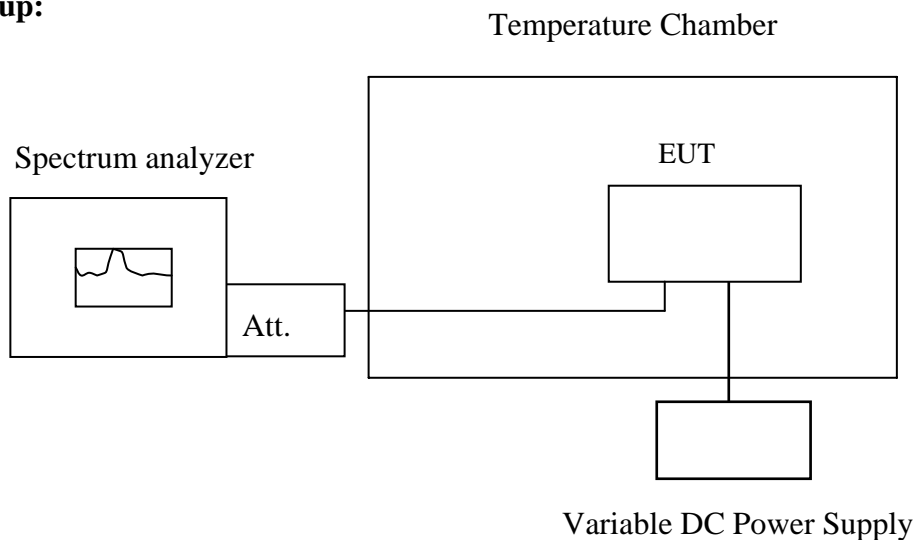 up:
Temperature Chamber
Spectrum analyzer
EUT
Att.
Variable DC Power Supply